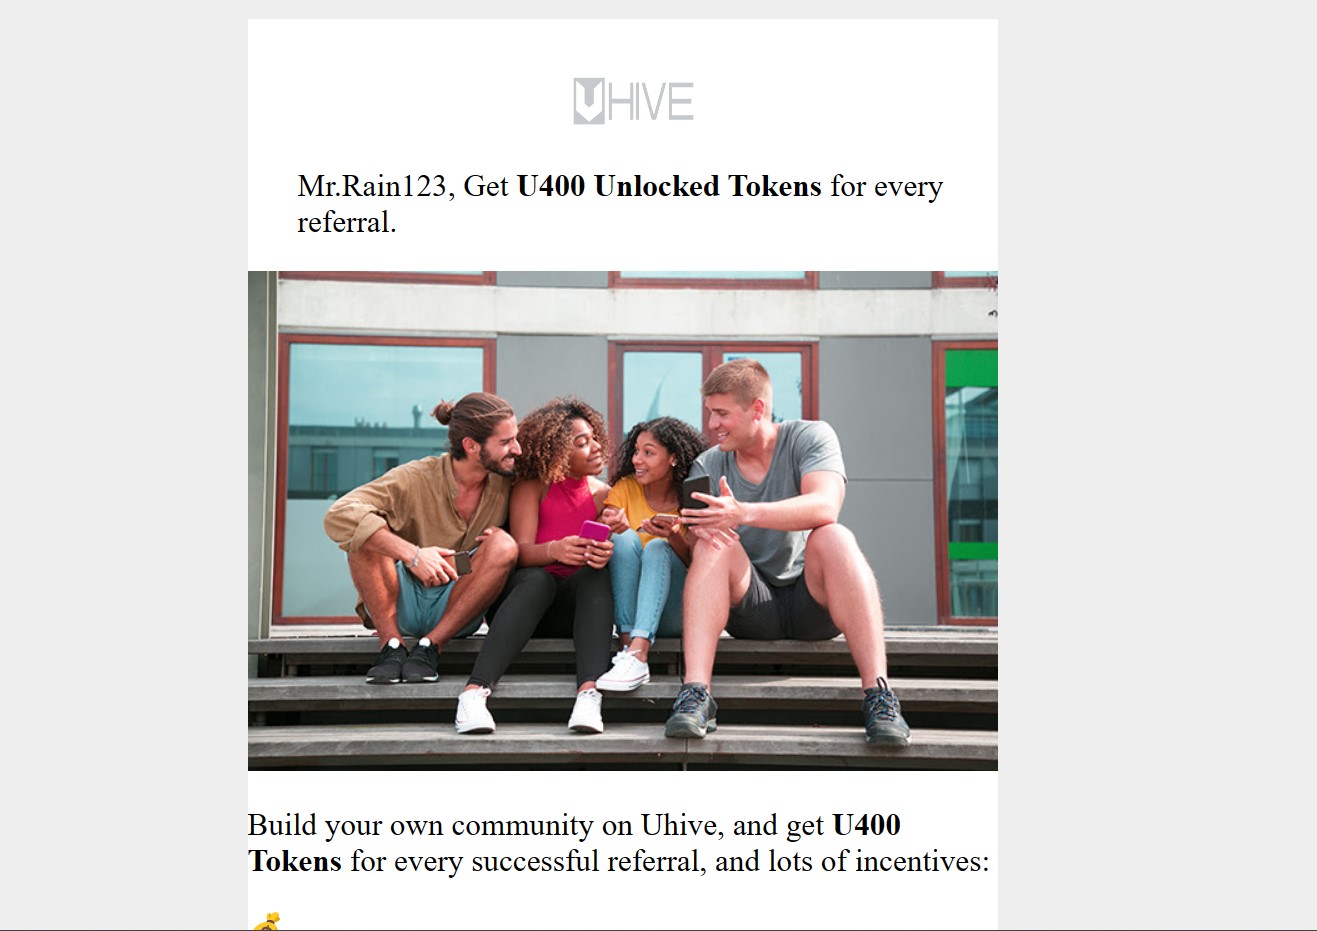 UHIVE
Mr.Rain123, Get U400 Unlocked Tokens for every
referral.
Build your own community on Uhive, and get U400
Tokens for every successful referral, and lots of incentives: